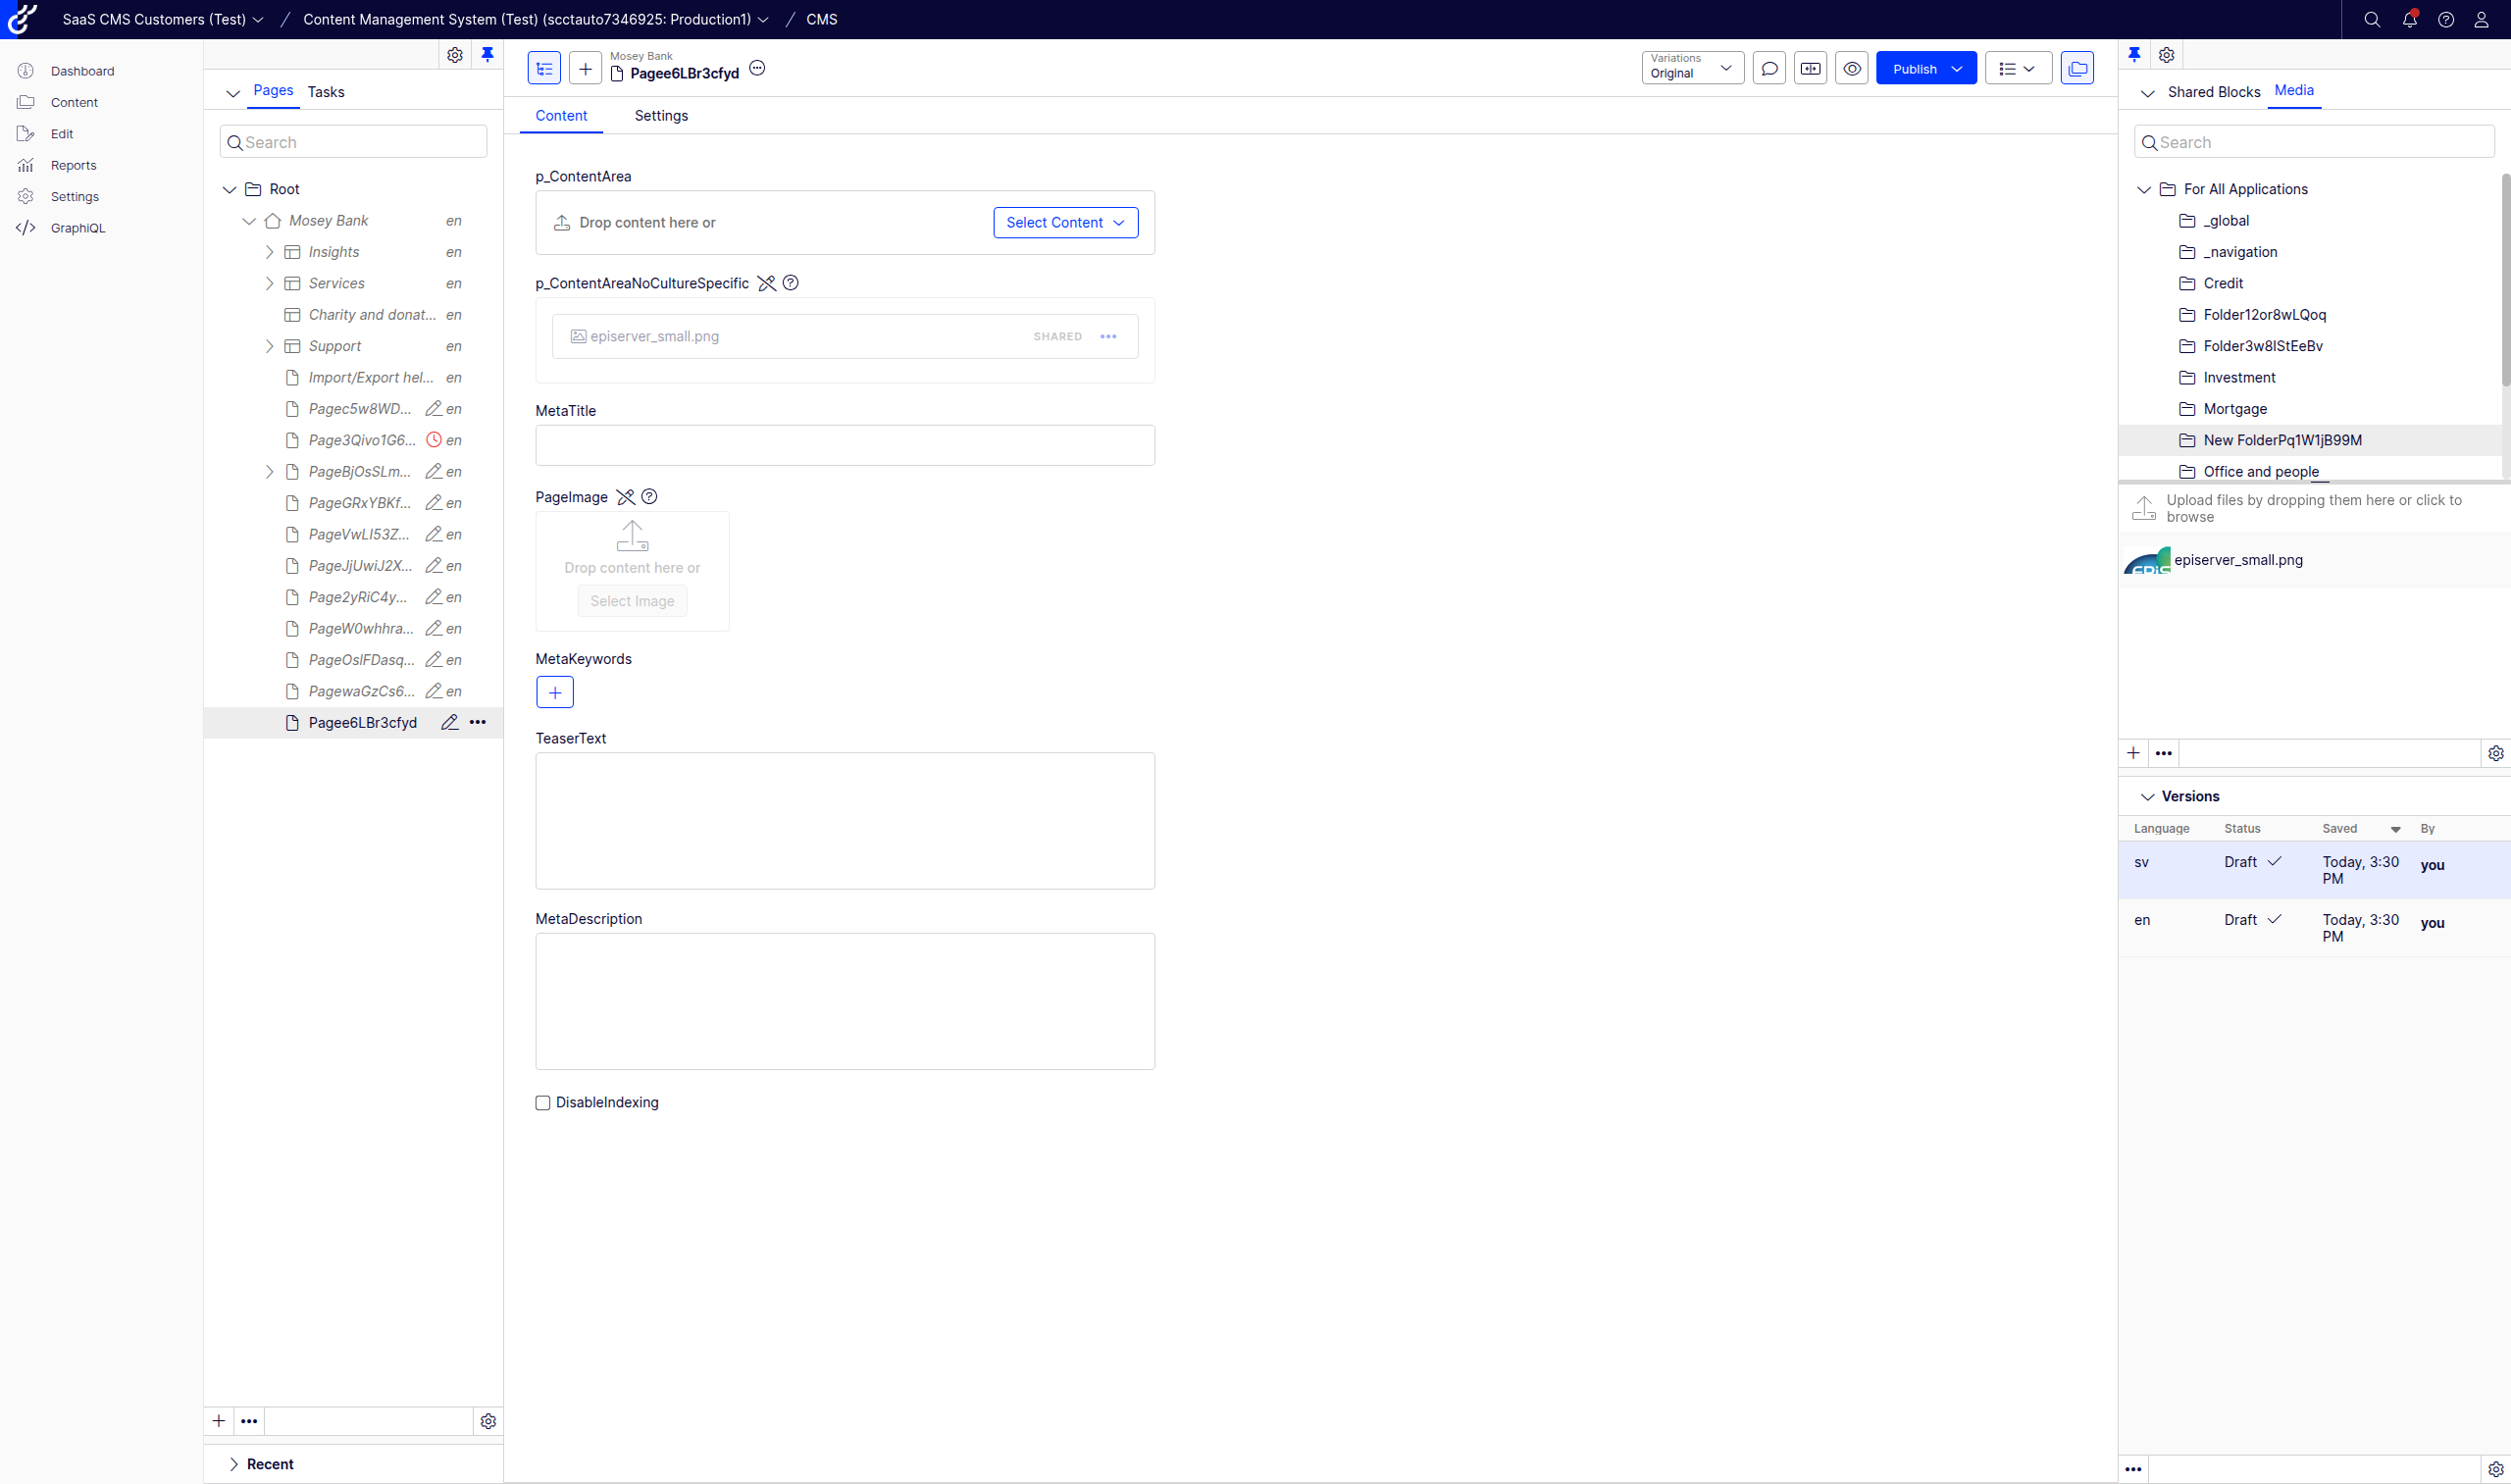 SaaS CMS Customers (Test) / Content Management System (Test) (scctauto7346925: Production1) / CMS
Dashboard
Content
Edit
Reports
Settings
GraphiQL
Pages Tasks
Search
Root
Mosey Bank en
Insights en
Services en
Charity and donat... en
Support en
Import/Export hel... en
Pagec5w8WD... en
Page3Qivo1G6... en
PageBjOsSLm... en
PageGRxYBKf... en
PageVwLI53Z... en
PageJjUwiJ2X... en
Page2yRiC4y... en
PageW0whhra... en
PageOsIFDasq... en
PagewaGzCs6... en
Pagee6LBr3cfyd
Recent
Mosey Bank
Pagee6LBr3cfyd
Variations
Original
Publish
Content Settings
p_ContentArea
Drop content here or Select Content
p_ContentAreaNoCultureSpecific
episerver_small.png SHARED
MetaTitle
PageImage
Drop content here or
Select Image
MetaKeywords
TeaserText
MetaDescription
DisableIndexing
Shared Blocks Media
Search
For All Applications
_global
_navigation
Credit
Folder12or8wLQoq
Folder3w8IStEeBv
Investment
Mortgage
New FolderPq1W1jB99M
Office and people
Upload files by dropping them here or click to
browse
episerver_small.png
Versions
Language Status Saved By
sv Draft Today, 3:30 PM you
en Draft Today, 3:30 PM you